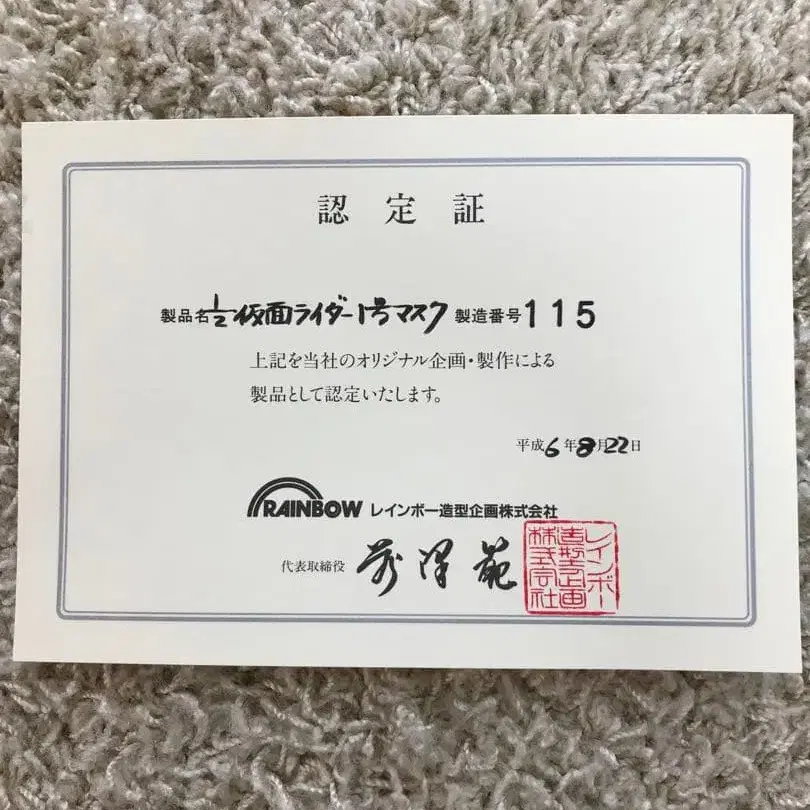 認定証
製品名 1/2仮面ライダー1号マスク 製造番号 115
上記を当社のオリジナル企画・製作による
製品として認定いたします。
平成6年8月22日
RAINBOW レインボー造型企画株式会社
代表取締役
レインボー造型企画株式会社